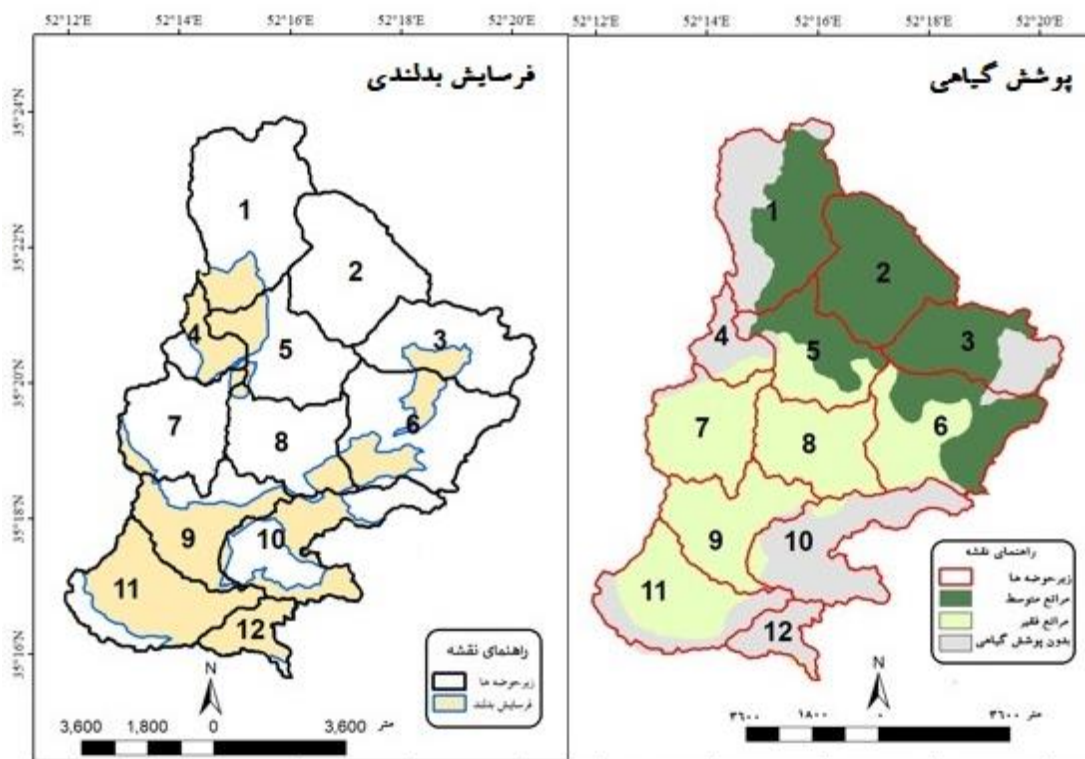 52°12'E 52°14'E 52°16'E 52°18'E 52°20'E
52°14'E 52°16'E 52°18'E 52°20'E
35°24'N
35°22'N
35°20'N
35°18'N
35°16'N
فرسایش بدلندی
1
2
3
4
5
6
7
8
9
10
11
12
راهنمای نقشه
زیرحوضه ها
فرسایش بدلند
N
3,600 1,800 0 3,600 متر
پوشش گیاهی
1
2
3
4
5
6
7
8
9
10
11
12
راهنمای نقشه
زیرحوضه ها
مراتع متوسط
مراتع فقیر
بدون پوشش گیاهی
N
۳۶۰۰ ۱۸۰۰ ۰ ۳۶۰۰ متر